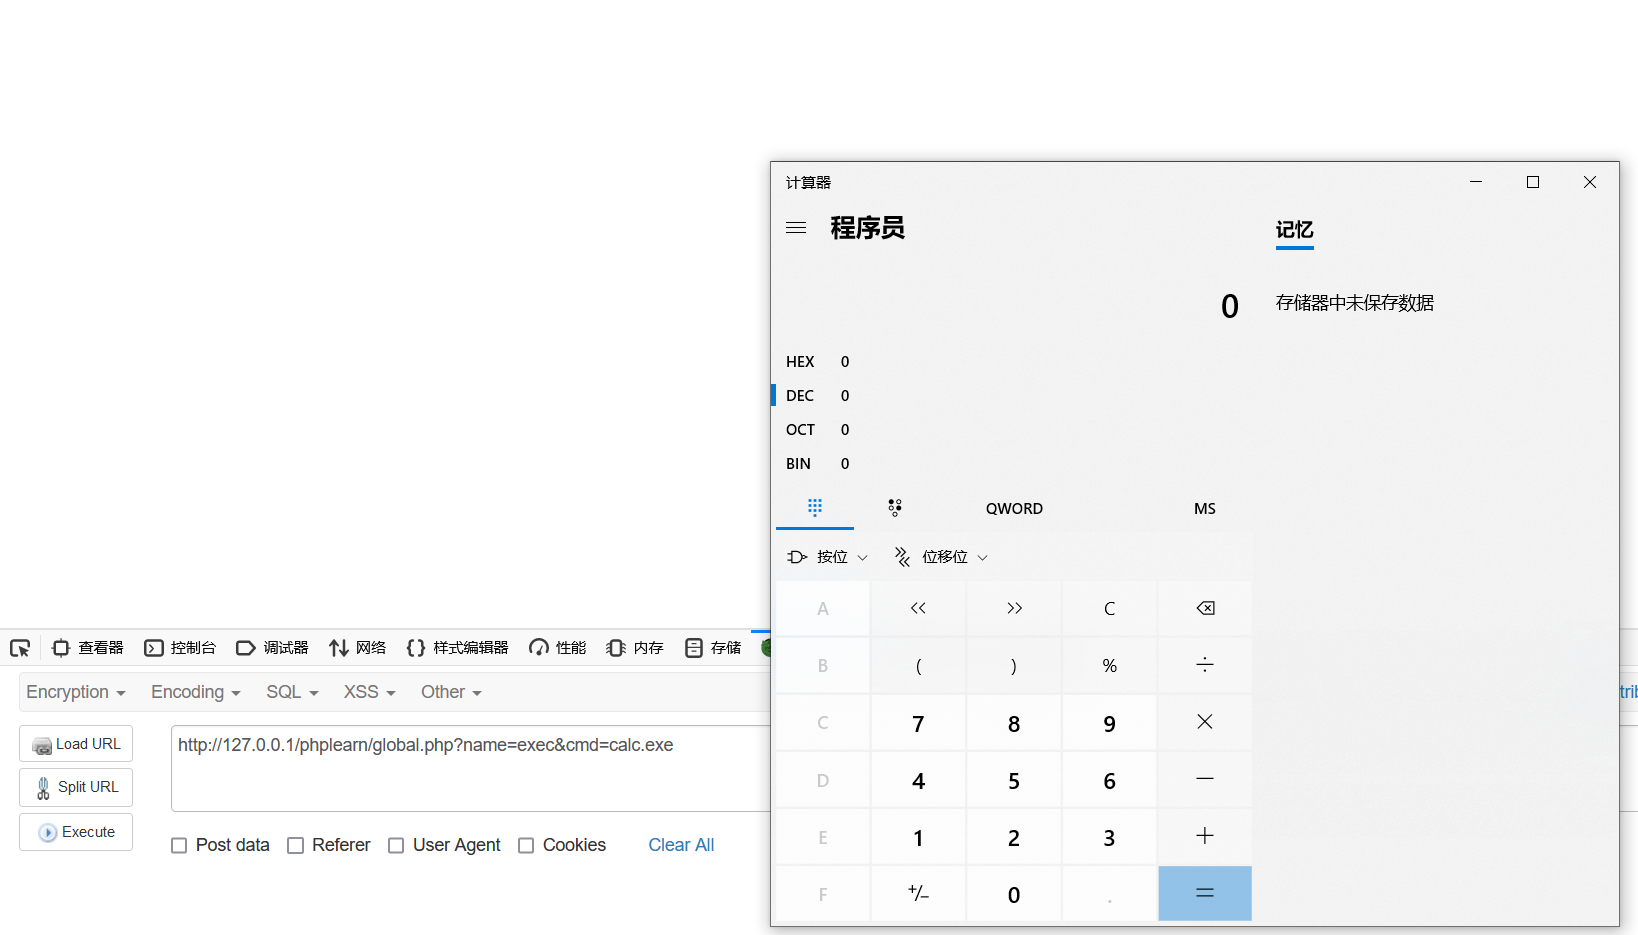 计算器
程序员
记忆
0
存储器中未保存数据
HEX 0
DEC 0
OCT 0
BIN 0
QWORD MS
按位 位移位
A << >> C
B ( ) % ÷
C 7 8 9 ×
D 4 5 6 −
E 1 2 3 +
F +/− 0 . =
查看器 控制台 调试器 网络 样式编辑器 性能 内存 存储
Encryption Encoding SQL XSS Other
Load URL
Split URL
Execute
http://127.0.0.1/phplearn/global.php?name=exec&cmd=calc.exe
Post data Referer User Agent Cookies Clear All